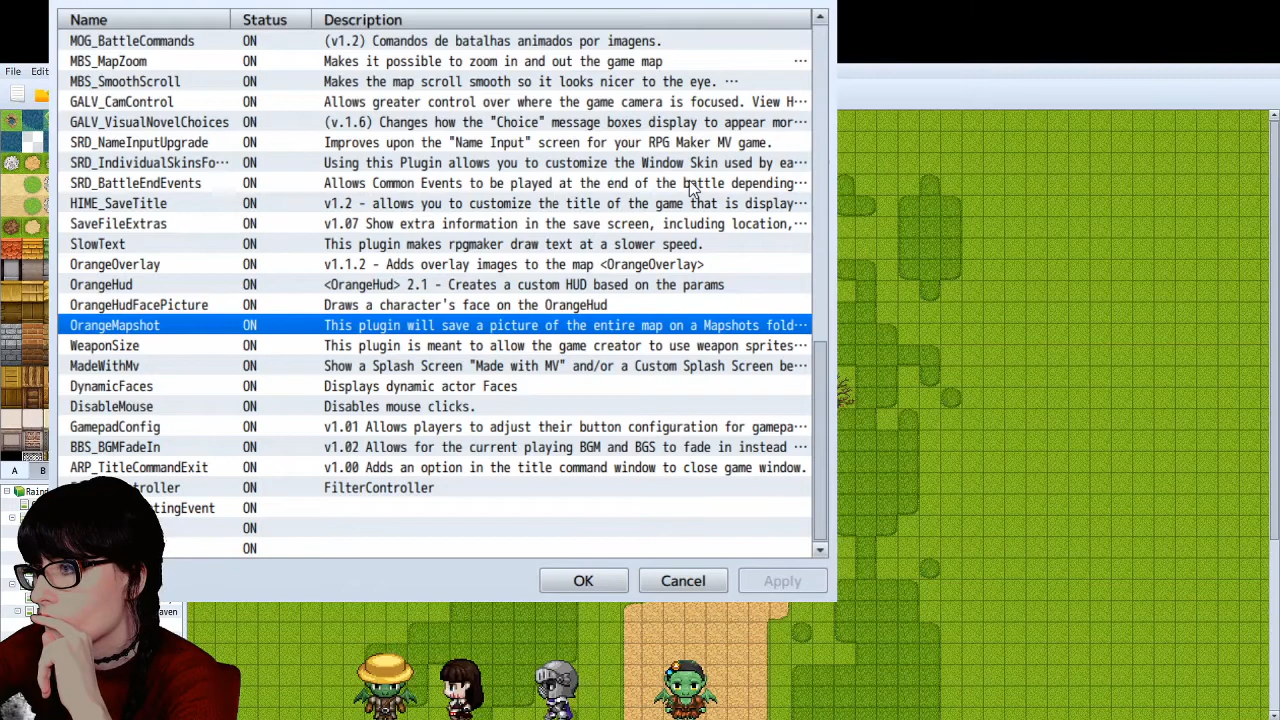 Name Status Description
MOG_BattleCommands ON (v1.2) Comandos de batalhas animados por imagens.
File Edit MBS_MapZoom ON Makes it possible to zoom in and out the game map ...
MBS_SmoothScroll ON Makes the map scroll smooth so it looks nicer to the eye. ...
GALV_CamControl ON Allows greater control over where the game camera is focused. View H...
GALV_VisualNovelChoices ON (v.1.6) Changes how the "Choice" message boxes display to appear mor...
SRD_NameInputUpgrade ON Improves upon the "Name Input" screen for your RPG Maker MV game.
SRD_IndividualSkinsFo... ON Using this Plugin allows you to customize the Window Skin used by ea...
SRD_BattleEndEvents ON Allows Common Events to be played at the end of the battle depending...
HIME_SaveTitle ON v1.2 - allows you to customize the title of the game that is display...
SaveFileExtras ON v1.07 Show extra information in the save screen, including location,...
SlowText ON This plugin makes rpgmaker draw text at a slower speed.
OrangeOverlay ON v1.1.2 - Adds overlay images to the map <OrangeOverlay>
OrangeHud ON <OrangeHud> 2.1 - Creates a custom HUD based on the params
OrangeHudFacePicture ON Draws a character's face on the OrangeHud
OrangeMapshot ON This plugin will save a picture of the entire map on a Mapshots fold...
WeaponSize ON This plugin is meant to allow the game creator to use weapon sprites...
MadeWithMv ON Show a Splash Screen "Made with MV" and/or a Custom Splash Screen be...
DynamicFaces ON Displays dynamic actor Faces
DisableMouse ON Disables mouse clicks.
GamepadConfig ON v1.01 Allows players to adjust their button configuration for gamepa...
BBS_BGMFadeIn ON v1.02 Allows for the current playing BGM and BGS to fade in instead ...
A B ARP_TitleCommandExit ON v1.00 Adds an option in the title command window to close game window.
ON FilterController
ON
ON
ON
OK Cancel Apply